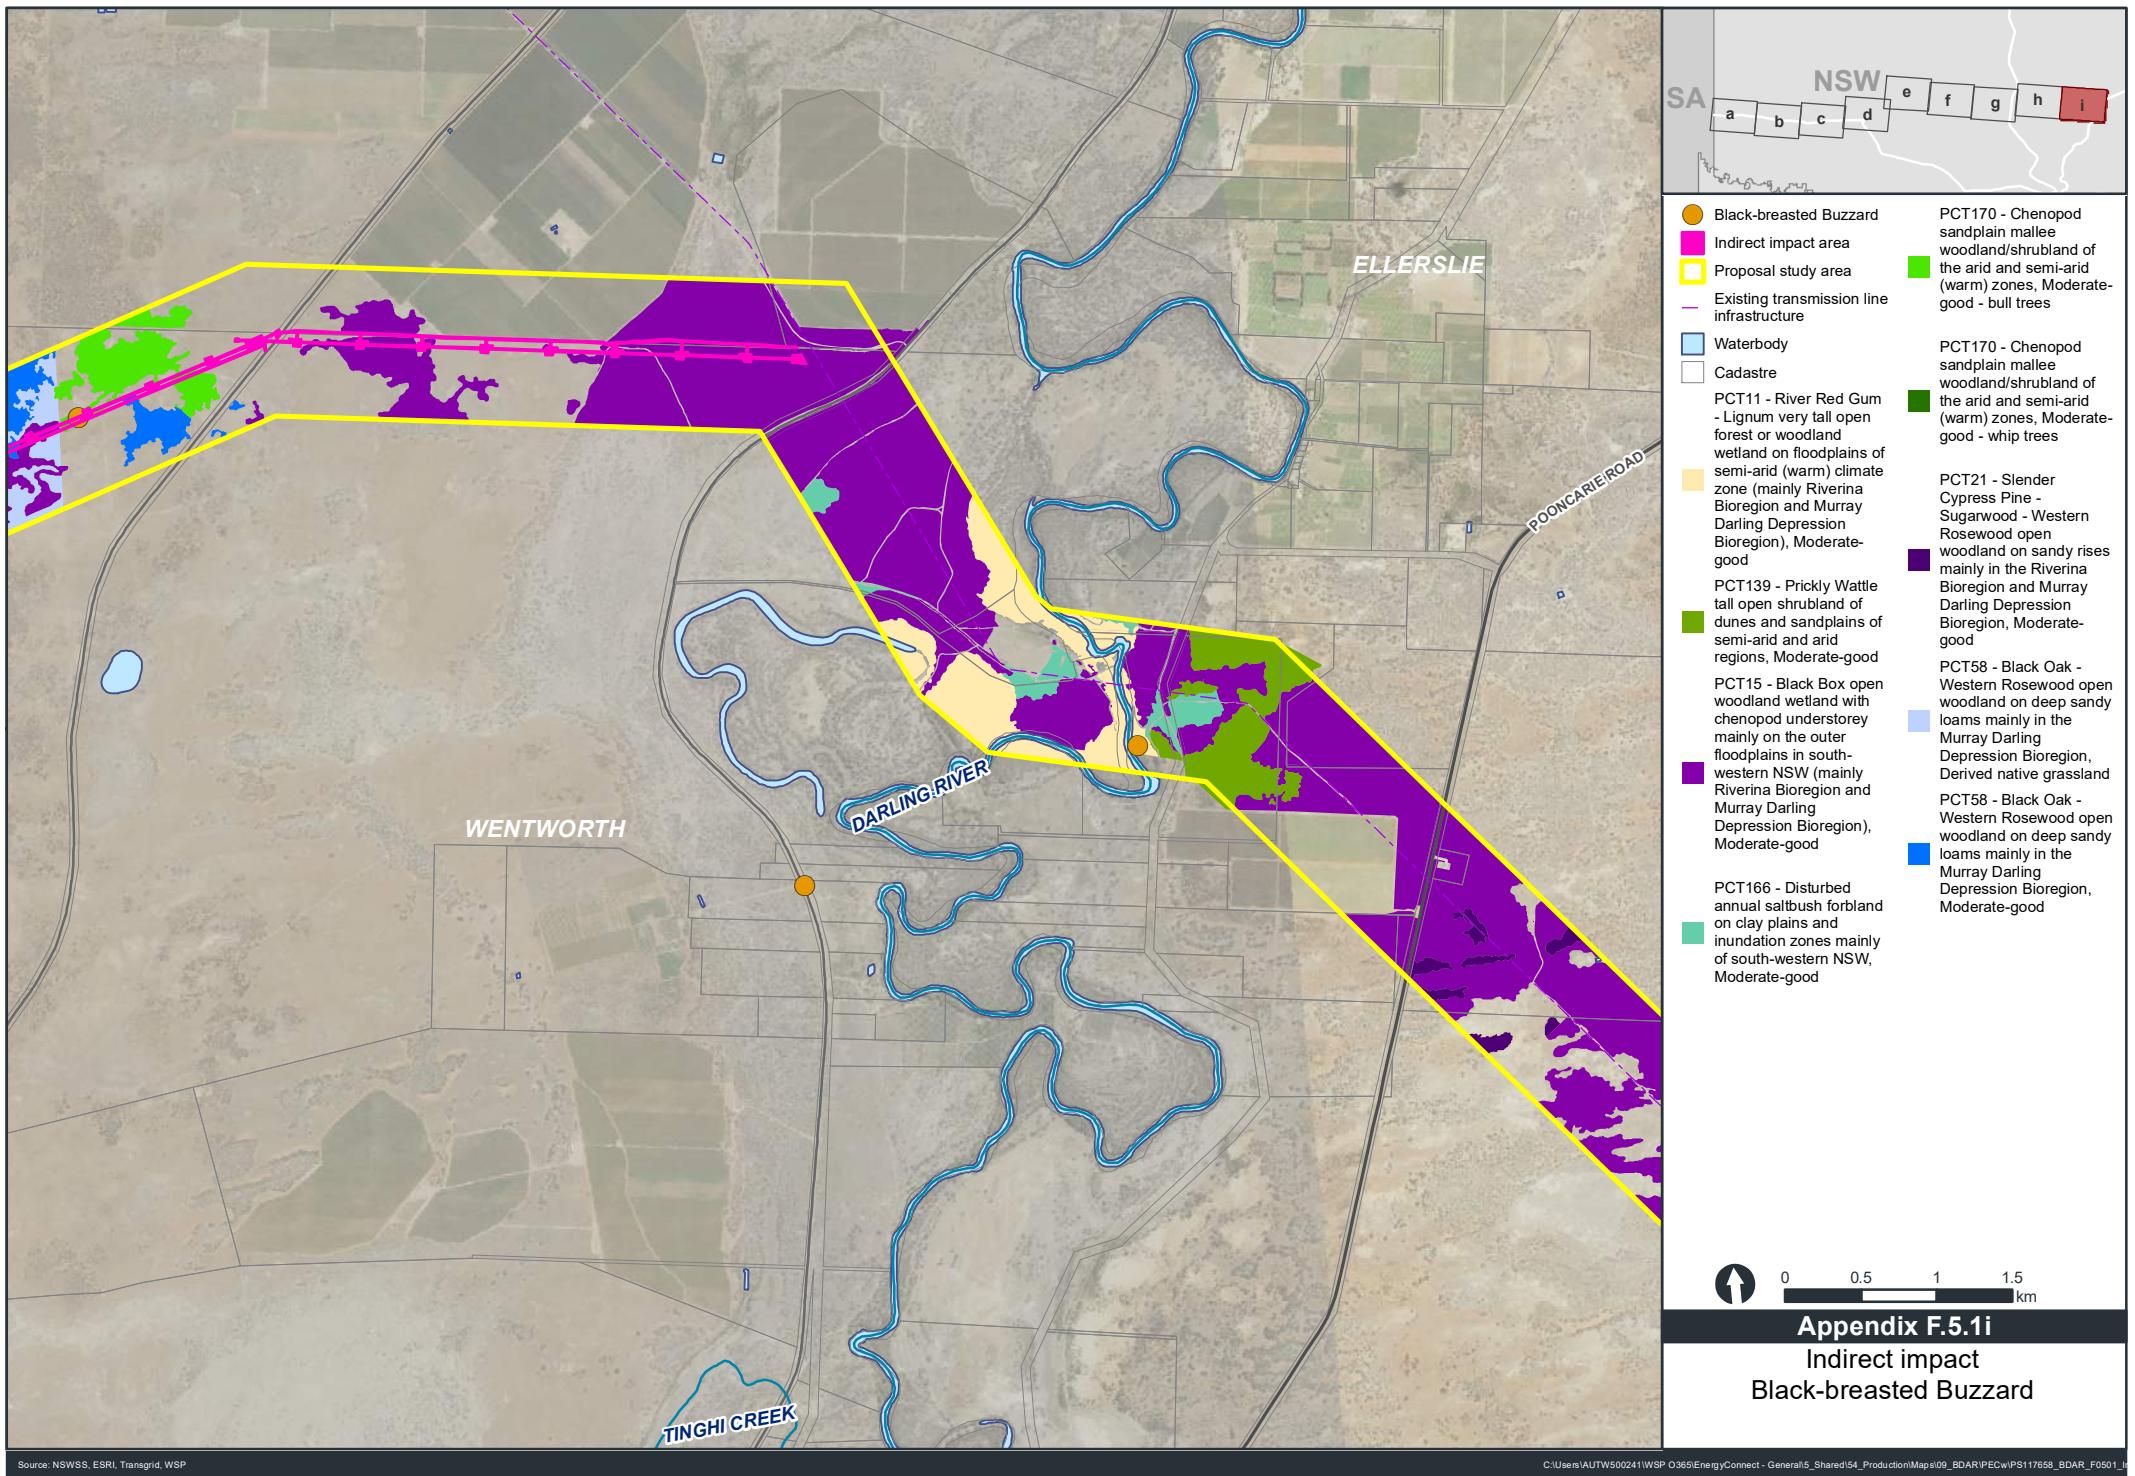 ELLERSLIE
POONCARIE ROAD
DARLING RIVER
WENTWORTH
TINGHI CREEK
SA
NSW
a
b
c
d
e
f
g
h
i
Black-breasted Buzzard
Indirect impact area
Proposal study area
Existing transmission line
infrastructure
Waterbody
Cadastre
PCT11 - River Red Gum
- Lignum very tall open
forest or woodland
wetland on floodplains of
semi-arid (warm) climate
zone (mainly Riverina
Bioregion and Murray
Darling Depression
Bioregion), Moderate-
good
PCT139 - Prickly Wattle
tall open shrubland of
dunes and sandplains of
semi-arid and arid
regions, Moderate-good
PCT15 - Black Box open
woodland wetland with
chenopod understorey
mainly on the outer
floodplains in south-
western NSW (mainly
Riverina Bioregion and
Murray Darling
Depression Bioregion),
Moderate-good
PCT166 - Disturbed
annual saltbush forbland
on clay plains and
inundation zones mainly
of south-western NSW,
Moderate-good
PCT170 - Chenopod
sandplain mallee
woodland/shrubland of
the arid and semi-arid
(warm) zones, Moderate-
good - bull trees
PCT170 - Chenopod
sandplain mallee
woodland/shrubland of
the arid and semi-arid
(warm) zones, Moderate-
good - whip trees
PCT21 - Slender
Cypress Pine -
Sugarwood - Western
Rosewood open
woodland on sandy rises
mainly in the Riverina
Bioregion and Murray
Darling Depression
Bioregion, Moderate-
good
PCT58 - Black Oak -
Western Rosewood open
woodland on deep sandy
loams mainly in the
Murray Darling
Depression Bioregion,
Derived native grassland
PCT58 - Black Oak -
Western Rosewood open
woodland on deep sandy
loams mainly in the
Murray Darling
Depression Bioregion,
Moderate-good
0 0.5 1 1.5
km
Appendix F.5.1i
Indirect impact
Black-breasted Buzzard
Source: NSWSS, ESRI, Transgrid, WSP
C:\Users\AUTW500241\WSP O365\EnergyConnect - General\5_Shared\54_Production\Maps\09_BDAR\PECw\PS117658_BDAR_F0501_I